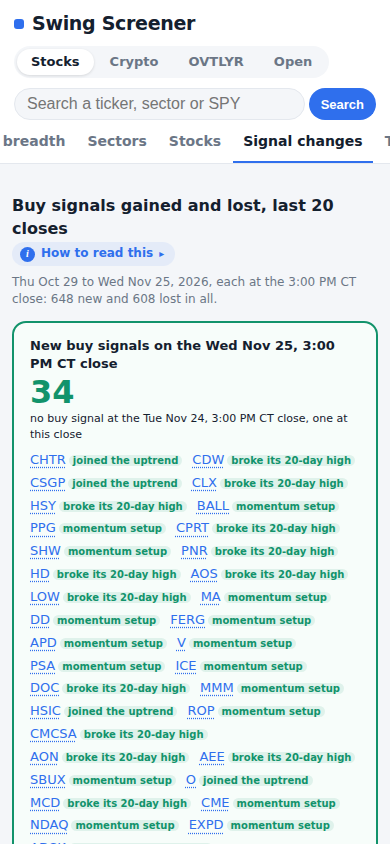 Swing Screener
Stocks Crypto OVTLYR Open
Search a ticker, sector or SPY Search
breadth Sectors Stocks Signal changes
Buy signals gained and lost, last 20
closes
i How to read this ▸
Thu Oct 29 to Wed Nov 25, 2026, each at the 3:00 PM CT
close: 648 new and 608 lost in all.
New buy signals on the Wed Nov 25, 3:00
PM CT close
34
no buy signal at the Tue Nov 24, 3:00 PM CT close, one at
this close
CHTR joined the uptrend CDW broke its 20-day high
CSGP joined the uptrend CLX broke its 20-day high
HSY broke its 20-day high BALL momentum setup
PPG momentum setup CPRT broke its 20-day high
SHW momentum setup PNR broke its 20-day high
HD broke its 20-day high AOS broke its 20-day high
LOW broke its 20-day high MA momentum setup
DD momentum setup FERG momentum setup
APD momentum setup V momentum setup
PSA momentum setup ICE momentum setup
DOC broke its 20-day high MMM momentum setup
HSIC joined the uptrend ROP momentum setup
CMCSA broke its 20-day high
AON broke its 20-day high AEE broke its 20-day high
SBUX momentum setup O joined the uptrend
MCD broke its 20-day high CME momentum setup
NDAQ momentum setup EXPD momentum setup